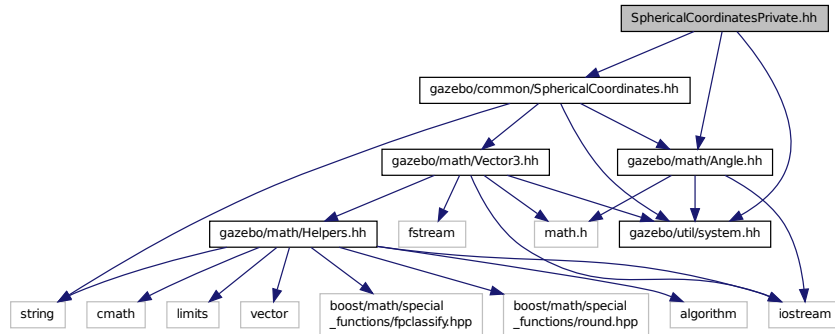 SphericalCoordinatesPrivate.hh
gazebo/common/SphericalCoordinates.hh
gazebo/math/Vector3.hh
gazebo/math/Angle.hh
gazebo/math/Helpers.hh
fstream
math.h
gazebo/util/system.hh
string
cmath
limits
vector
boost/math/special
_functions/fpclassify.hpp
boost/math/special
_functions/round.hpp
algorithm
iostream